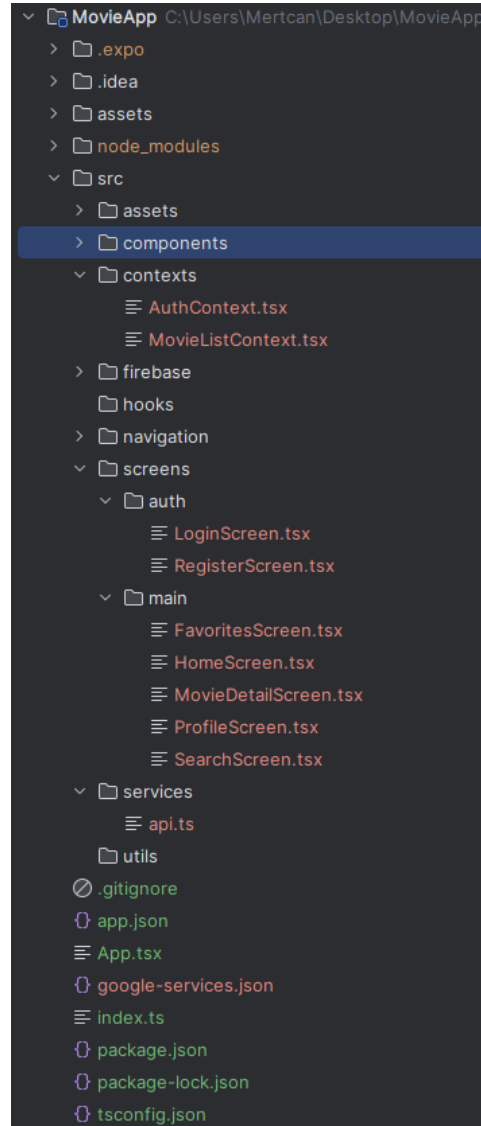 MovieApp C:\Users\Mertcan\Desktop\MovieApp
.expo
.idea
assets
node_modules
src
assets
components
contexts
AuthContext.tsx
MovieListContext.tsx
firebase
hooks
navigation
screens
auth
LoginScreen.tsx
RegisterScreen.tsx
main
FavoritesScreen.tsx
HomeScreen.tsx
MovieDetailScreen.tsx
ProfileScreen.tsx
SearchScreen.tsx
services
api.ts
utils
.gitignore
app.json
App.tsx
google-services.json
index.ts
package.json
package-lock.json
tsconfig.json